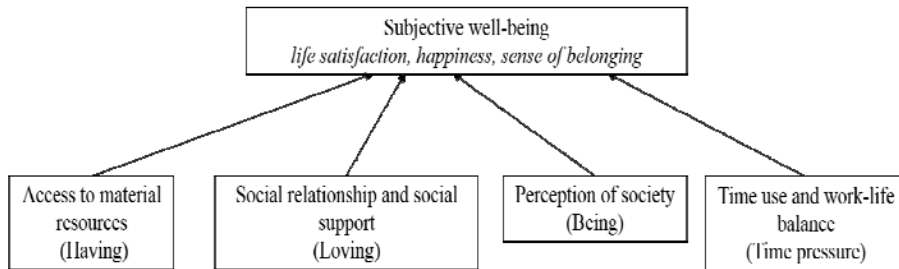 Subjective well-being
life satisfaction, happiness, sense of belonging
Access to material
resources
(Having)
Social relationship and social
support
(Loving)
Perception of society
(Being)
Time use and work-life
balance
(Time pressure)